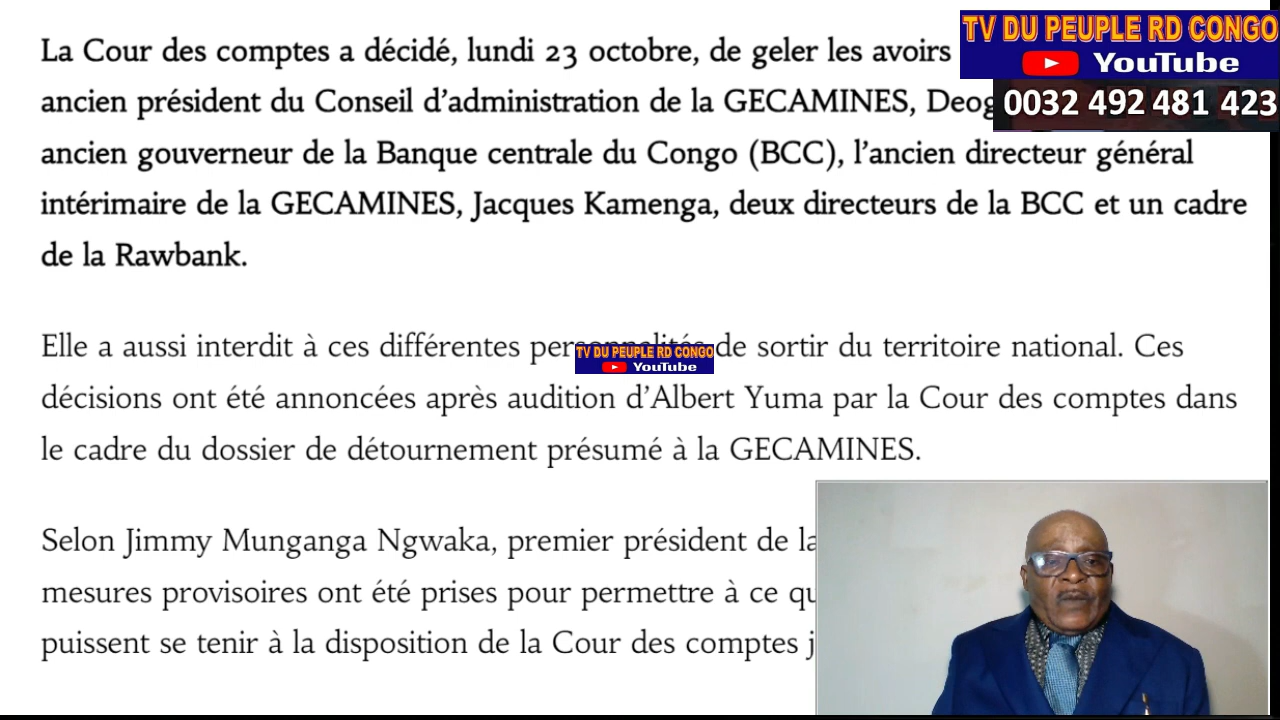 La Cour des comptes a décidé, lundi 23 octobre, de geler les avoirs
TV DU PEUPLE RD CONGO
YouTube
ancien président du Conseil d’administration de la GECAMINES,
0032 492 481 423
ancien gouverneur de la Banque centrale du Congo (BCC), l’ancien directeur général
intérimaire de la GECAMINES, Jacques Kamenga, deux directeurs de la BCC et un cadre
de la Rawbank.
Elle a aussi interdit à ces différentes de sortir du territoire national. Ces
TV DU PEUPLE RD CONGO
YouTube
décisions ont été annoncées après audition d’Albert Yuma par la Cour des comptes dans
le cadre du dossier de détournement présumé à la GECAMINES.
Selon Jimmy Munganga Ngwaka, premier président de
mesures provisoires ont été prises pour permettre à ce
puissent se tenir à la disposition de la Cour des comptes